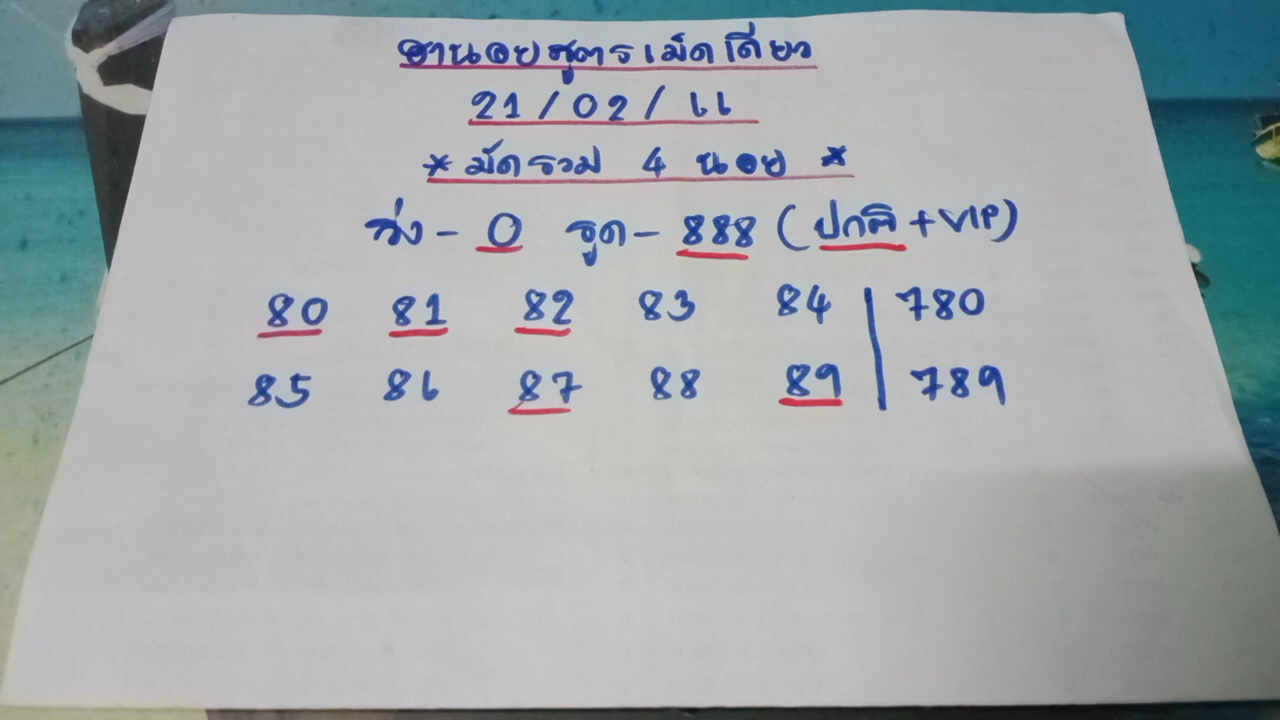 ฮานอยสูตรเม็ดเดียว
21/02/66
*มัดรวม 4 นอย*
วิ่ง - 0 รูด - 888 (ปกติ + VIP)
80 81 82 83 84 | 780
85 86 87 88 89 | 789